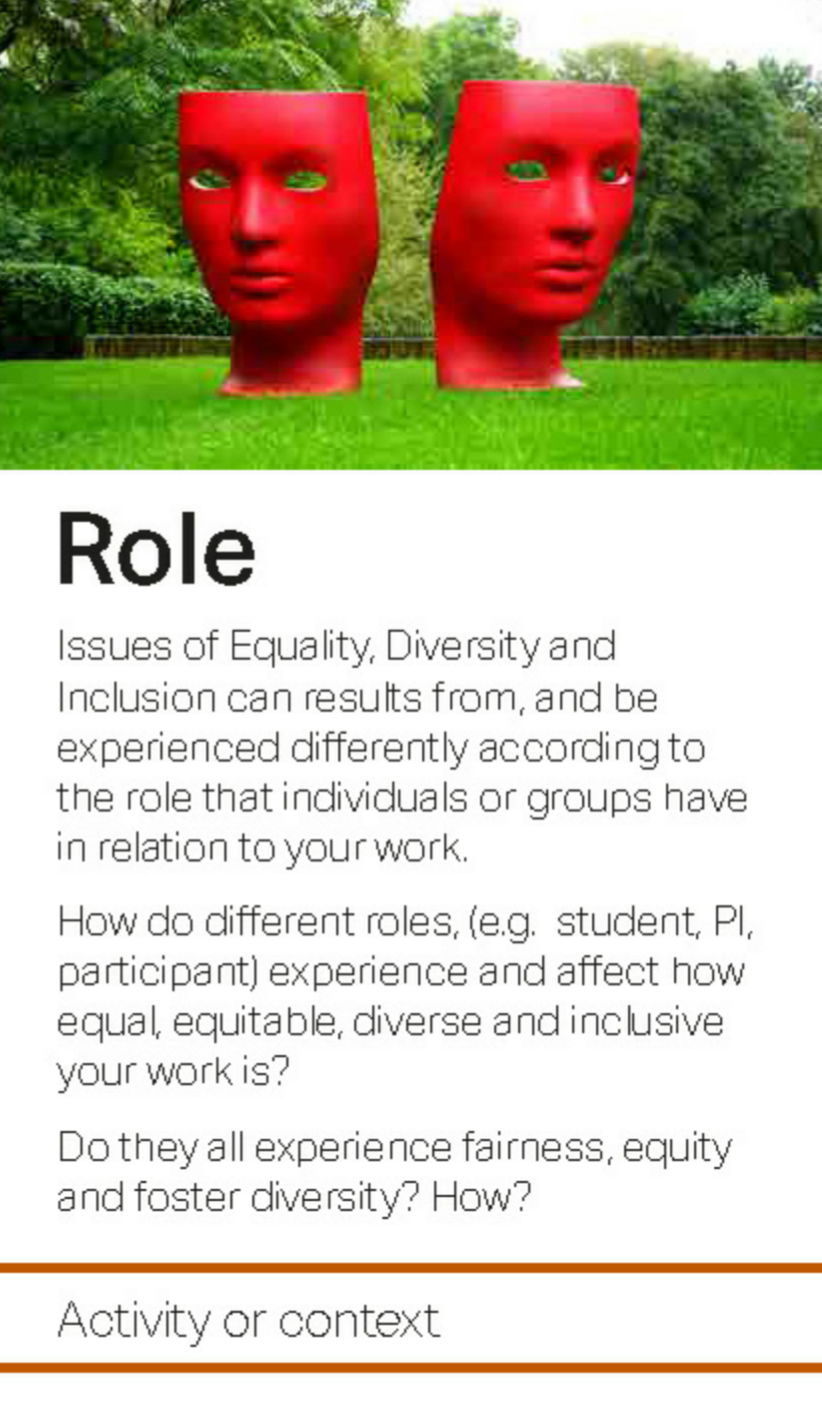 Role
Issues of Equality, Diversity and
Inclusion can results from, and be
experienced differently according to
the role that individuals or groups have
in relation to your work.
How do different roles, (e.g.  student, PI,
participant) experience and affect how
equal, equitable, diverse and inclusive
your work is?
Do they all experience fairness, equity
and foster diversity? How?
Activity or context